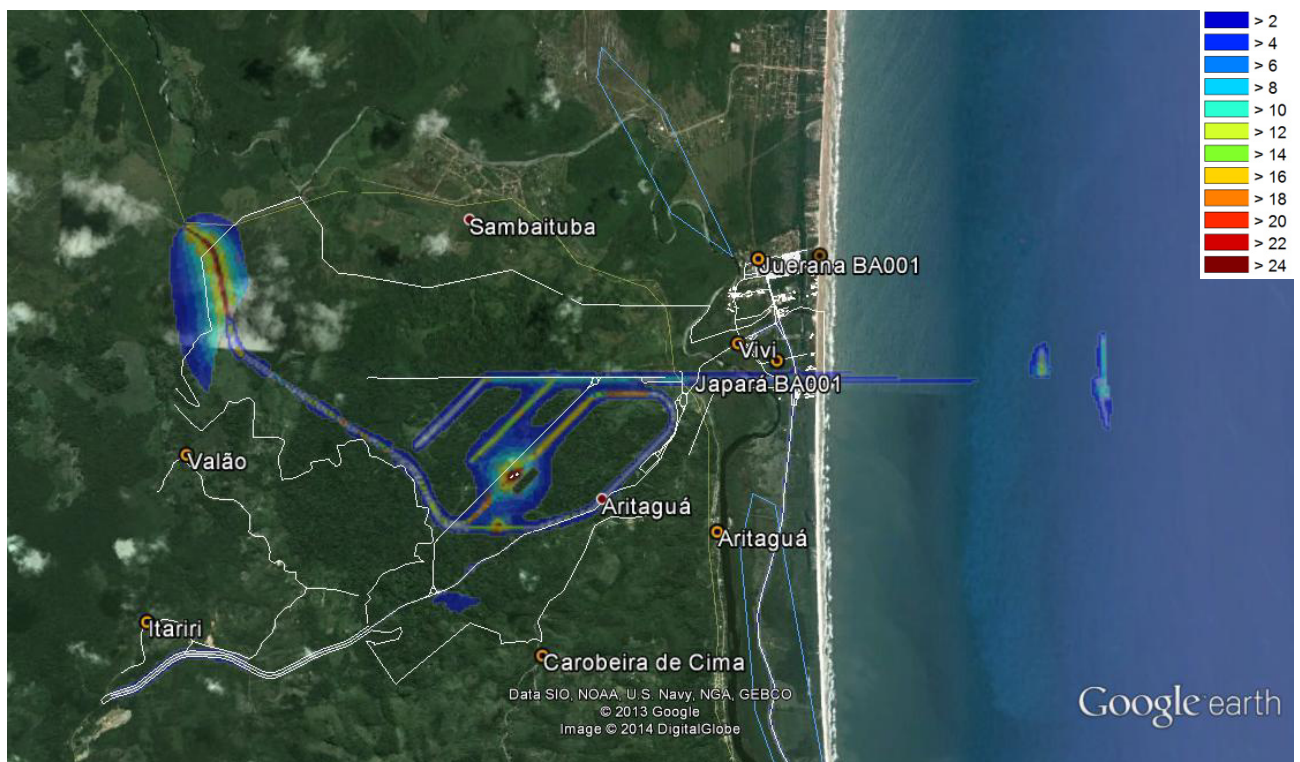 > 2
> 4
> 6
> 8
> 10
> 12
> 14
> 16
> 18
> 20
> 22
> 24
Sambaituba
Juerana BA001
Vivi
Japará BA001
Valão
Aritaguá
Aritaguá
Itariri
Carobeira de Cima
Data SIO, NOAA, U.S. Navy, NGA, GEBCO
© 2013 Google
Image © 2014 DigitalGlobe
Google earth